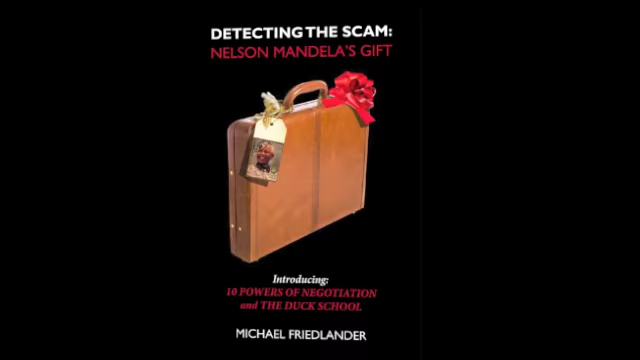 DETECTING THE SCAM:
NELSON MANDELA'S GIFT
Introducing:
10 POWERS OF NEGOTIATION
and THE DUCK SCHOOL
MICHAEL FRIEDLANDER